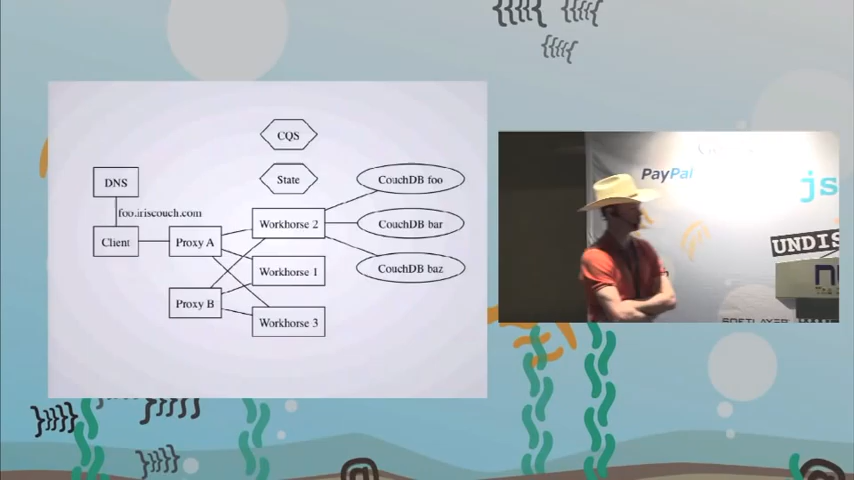 CQS
State
DNS
foo.iriscouch.com
Client
Proxy A
Proxy B
Workhorse 2
Workhorse 1
Workhorse 3
CouchDB foo
CouchDB bar
CouchDB baz
PayPal
js
UNDIS